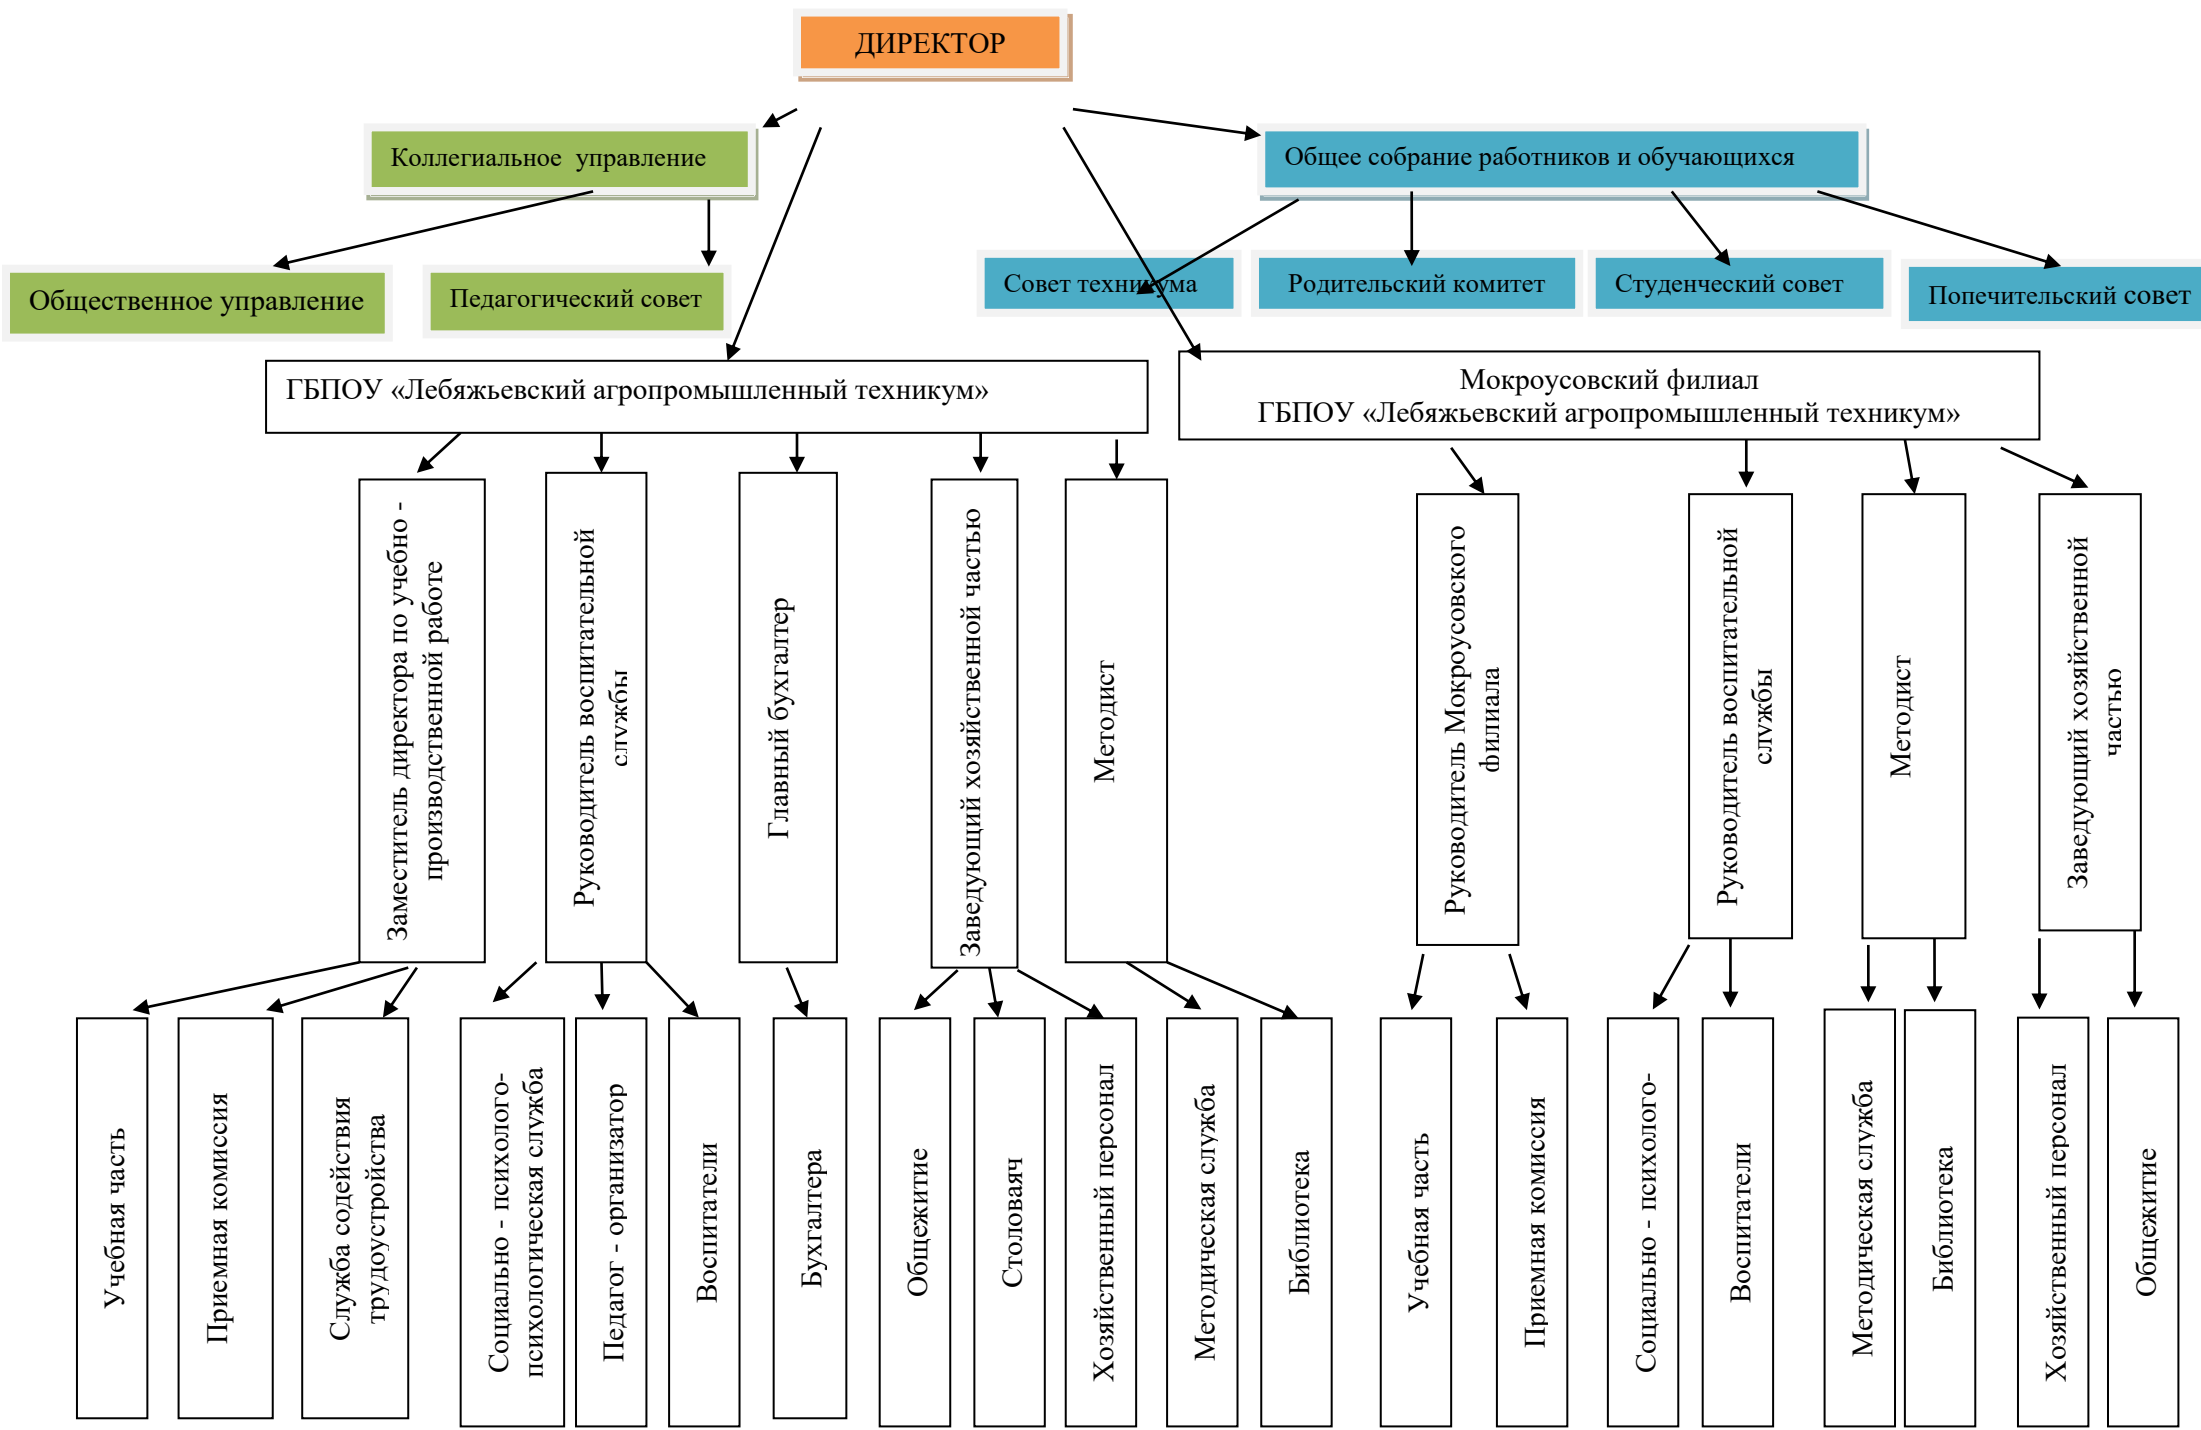 ДИРЕКТОР
Коллегиальное управление
Общее собрание работников и обучающихся
Общественное управление
Педагогический совет
Совет техникума
Родительский комитет
Студенческий совет
Попечительский совет
ГБПОУ «Лебяжьевский агропромышленный техникум»
Мокроусовский филиал
ГБПОУ «Лебяжьевский агропромышленный техникум»
Заместитель директора по учебно -
производственной работе
Руководитель воспитательной
службы
Главный бухгалтер
Заведующий хозяйственной частью
Методист
Руководитель Мокроусовского
филиала
Руководитель воспитательной
службы
Методист
Заведующий хозяйственной
частью
Учебная часть
Приемная комиссия
Служба содействия
трудоустройства
Социально - психолого-
психологическая служба
Педагог - организатор
Воспитатели
Бухгалтера
Общежитие
Столоваяч
Хозяйственный персонал
Методическая служба
Библиотека
Учебная часть
Приемная комиссия
Социально - психолого-
Воспитатели
Методическая служба
Библиотека
Хозяйственный персонал
Общежитие